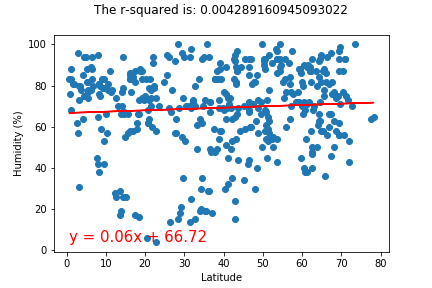 The r-squared is: 0.004289160945093022
100
80
60
40
20
0
Humidity (%)
y = 0.06x + 66.72
0 10 20 30 40 50 60 70 80
Latitude